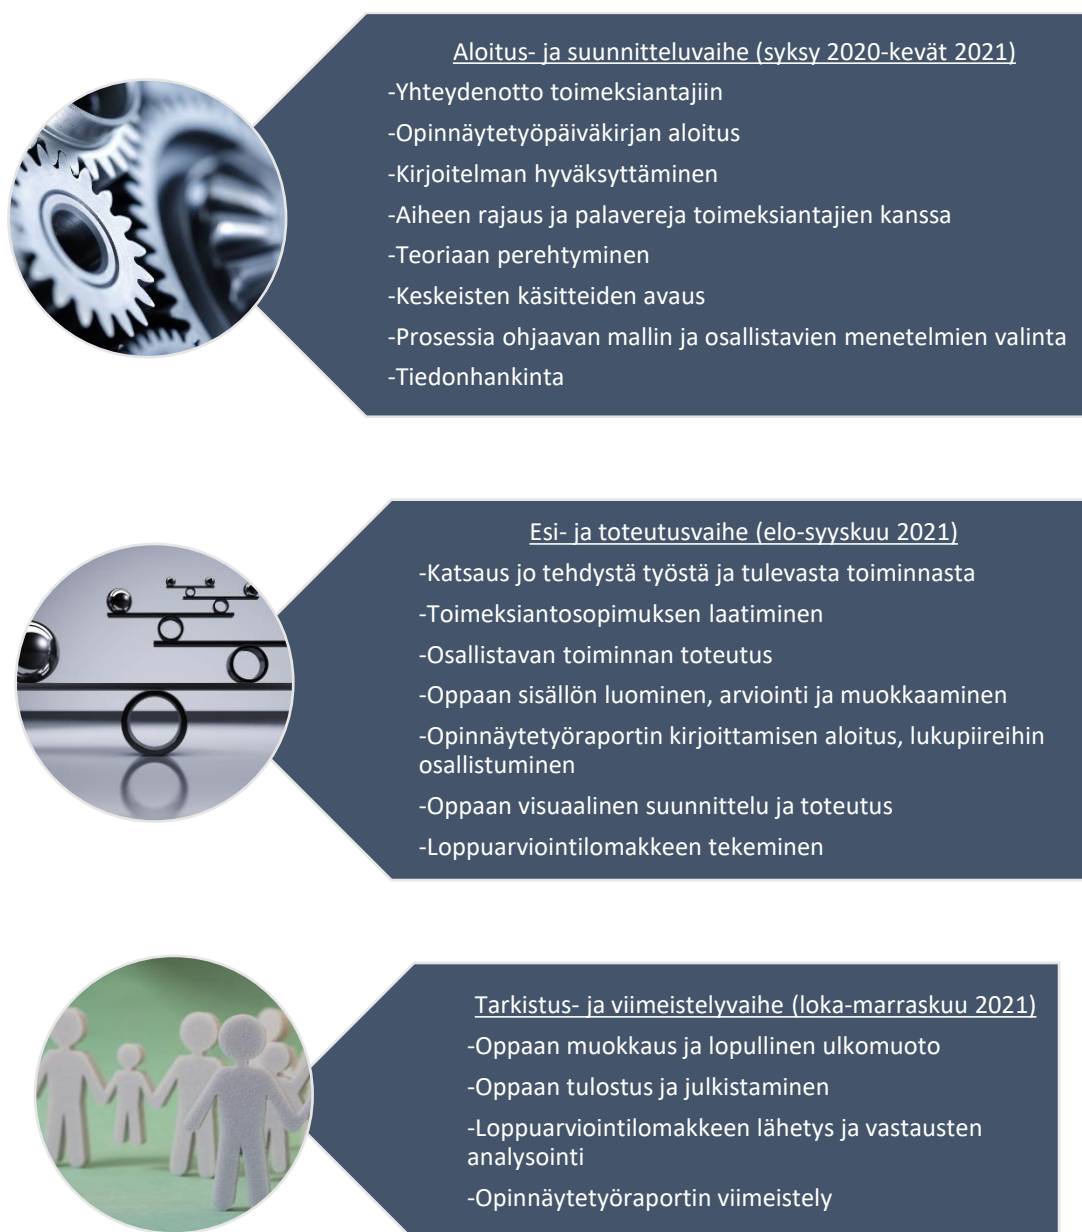 Aloitus- ja suunnitteluvaihe (syksy 2020-kevät 2021)
-Yhteydenotto toimeksiantajiin
-Opinnäytetyöpäiväkirjan aloitus
-Kirjoitelman hyväksyttäminen
-Aiheen rajaus ja palavereja toimeksiantajien kanssa
-Teoriaan perehtyminen
-Keskeisten käsitteiden avaus
-Prosessia ohjaavan mallin ja osallistavien menetelmien valinta
-Tiedonhankinta
Esi- ja toteutusvaihe (elo-syyskuu 2021)
-Katsaus jo tehdystä työstä ja tulevasta toiminnasta
-Toimeksiantosopimuksen laatiminen
-Osallistavan toiminnan toteutus
-Oppaan sisällön luominen, arviointi ja muokkaaminen
-Opinnäytetyöraportin kirjoittamisen aloitus, lukupiireihin
osallistuminen
-Oppaan visuaalinen suunnittelu ja toteutus
-Loppuarviointilomakkeen tekeminen
Tarkistus- ja viimeistelyvaihe (loka-marraskuu 2021)
-Oppaan muokkaus ja lopullinen ulkomuoto
-Oppaan tulostus ja julkistaminen
-Loppuarviointilomakkeen lähetys ja vastausten
analysointi
-Opinnäytetyöraportin viimeistely